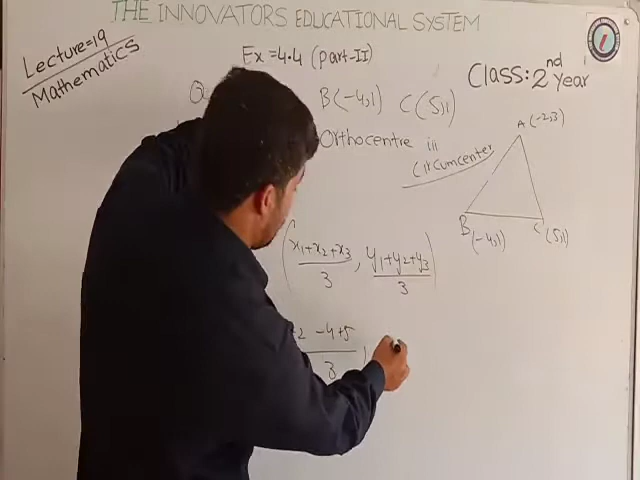 THE INNOVATORS EDUCATIONAL SYSTEM
Lecture=19
Mathematics
Ex=4.4 (part-II)
Class: 2nd year
B(-4,1) C(5,1)
Orthocentre iii
Circumcenter
A(-2,3)
B(-4,1)
C(5,1)
(x1+x2+x3/3, y1+y2+y3/3)
2 -4+5
3 ,